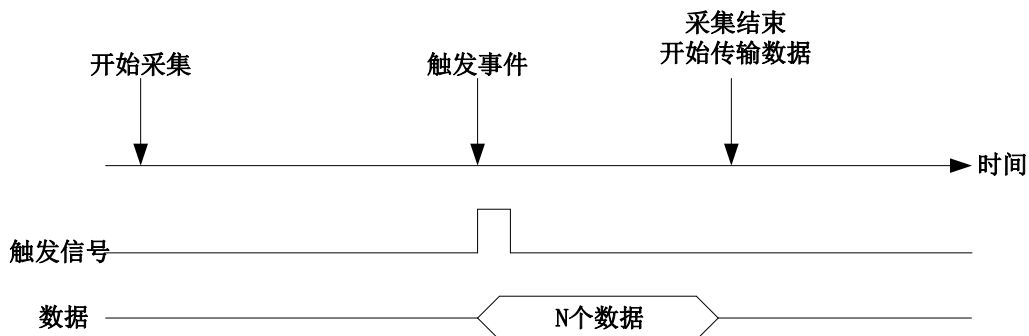 采集结束
开始采集
触发事件
开始传输数据
时间
触发信号
数据
N个数据